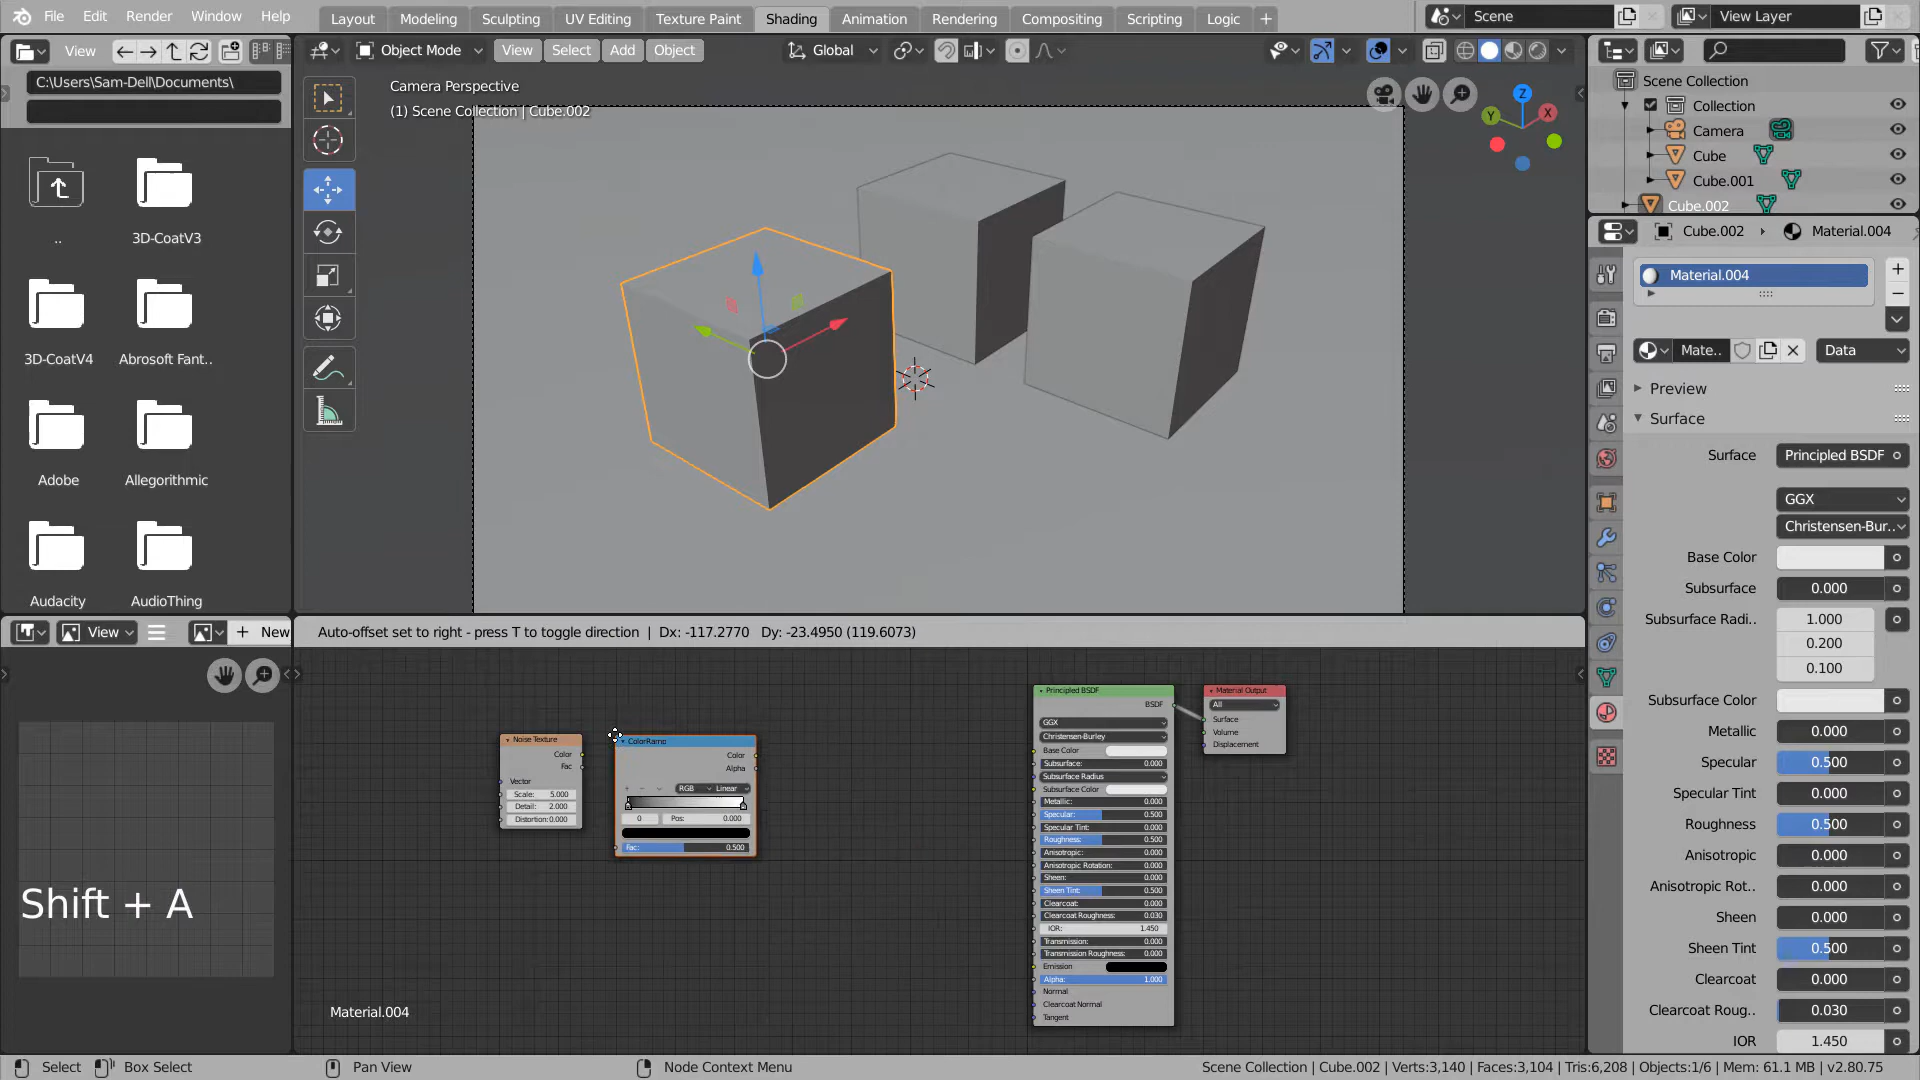 File Edit Render Window Help
Layout Modeling Sculpting UV Editing Texture Paint Shading Animation Rendering Compositing Scripting Logic +
Scene
View Layer
View
C:\Users\Sam-Dell\Documents\
..
3D-CoatV3
3D-CoatV4
Abrosoft Fant..
Adobe
Allegorithmic
Audacity
AudioThing
Object Mode View Select Add Object
Global
Camera Perspective
(1) Scene Collection | Cube.002
Z
X
Y
Scene Collection
Collection
Camera
Cube
Cube.001
Cube.002
Cube.002 Material.004
Material.004
Mate..
Data
Preview
Surface
Surface Principled BSDF
GGX
Christensen-Bur..
Base Color
Subsurface 0.000
Subsurface Radi.. 1.000
0.200
0.100
Subsurface Color
Metallic 0.000
Specular 0.500
Specular Tint 0.000
Roughness 0.500
Anisotropic 0.000
Anisotropic Rot.. 0.000
Sheen 0.000
Sheen Tint 0.500
Clearcoat 0.000
Clearcoat Roug.. 0.030
IOR 1.450
View
New
Auto-offset set to right - press T to toggle direction | Dx: -117.2770 Dy: -23.4950 (119.6073)
Noise Texture
Color
Fac
Vector
Scale: 5.000
Detail: 2.000
Distortion: 0.000
ColorRamp
Color
Alpha
+ - RGB Linear
0 Pos: 0.000
Fac: 0.500
Principled BSDF
BSDF
GGX
Christensen-Burley
Base Color
Subsurface: 0.000
Subsurface Radius
Subsurface Color
Metallic: 0.000
Specular: 0.500
Specular Tint: 0.000
Roughness: 0.500
Anisotropic: 0.000
Anisotropic Rotation: 0.000
Sheen: 0.000
Sheen Tint: 0.500
Clearcoat: 0.000
Clearcoat Roughness: 0.030
IOR: 1.450
Transmission: 0.000
Transmission Roughness: 0.000
Emission
Alpha: 1.000
Normal
Clearcoat Normal
Tangent
Material Output
All
Surface
Volume
Displacement
Shift + A
Material.004
Select Box Select Pan View Node Context Menu
Scene Collection | Cube.002 | Verts:3,140 | Faces:3,104 | Tris:6,208 | Objects:1/6 | Mem: 61.1 MB | v2.80.75